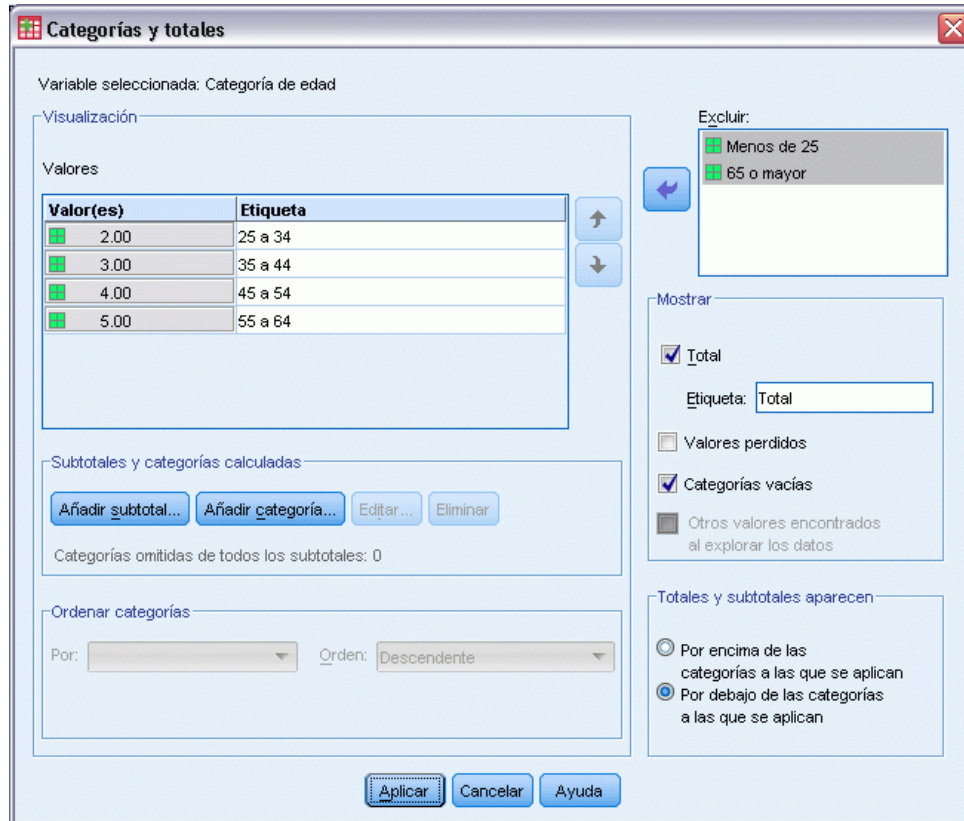 Categorías y totales
Variable seleccionada: Categoría de edad
Visualización
Valores
Valor(es) Etiqueta
2.00 25 a 34
3.00 35 a 44
4.00 45 a 54
5.00 55 a 64
Subtotales y categorías calculadas
Añadir subtotal... Añadir categoría... Editar... Eliminar
Categorías omitidas de todos los subtotales: 0
Ordenar categorías
Por: Orden: Descendente
Excluir:
Menos de 25
65 o mayor
Mostrar
Total
Etiqueta: Total
Valores perdidos
Categorías vacías
Otros valores encontrados
al explorar los datos
Totales y subtotales aparecen
Por encima de las
categorías a las que se aplican
Por debajo de las categorías
a las que se aplican
Aplicar Cancelar Ayuda